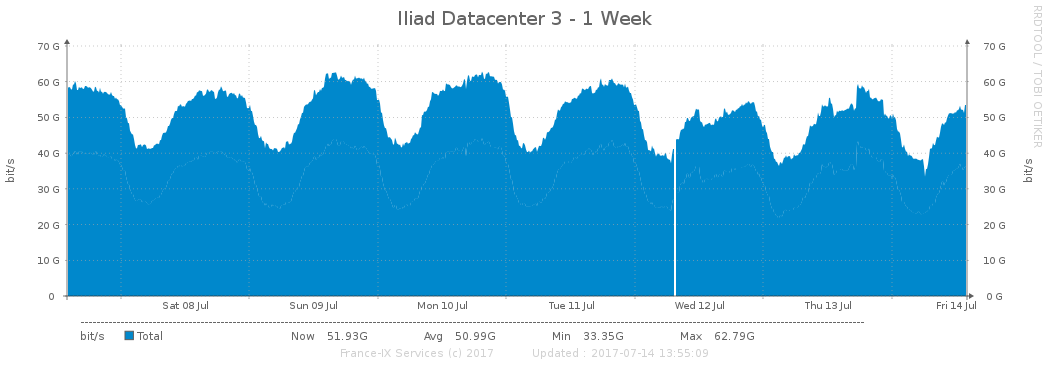 Iliad Datacenter 3 - 1 Week
RRDTOOL / TOBI OETIKER
70 G 70 G
60 G 60 G
50 G 50 G
40 G 40 G
30 G 30 G
20 G 20 G
10 G 10 G
0 0 G
bit/s bit/s
Sat 08 Jul Sun 09 Jul Mon 10 Jul Tue 11 Jul Wed 12 Jul Thu 13 Jul Fri 14 Jul
bit/s Total Now 51.93G Avg 50.99G Min 33.35G Max 62.79G
France-IX Services (c) 2017 Updated : 2017-07-14 13:55:09